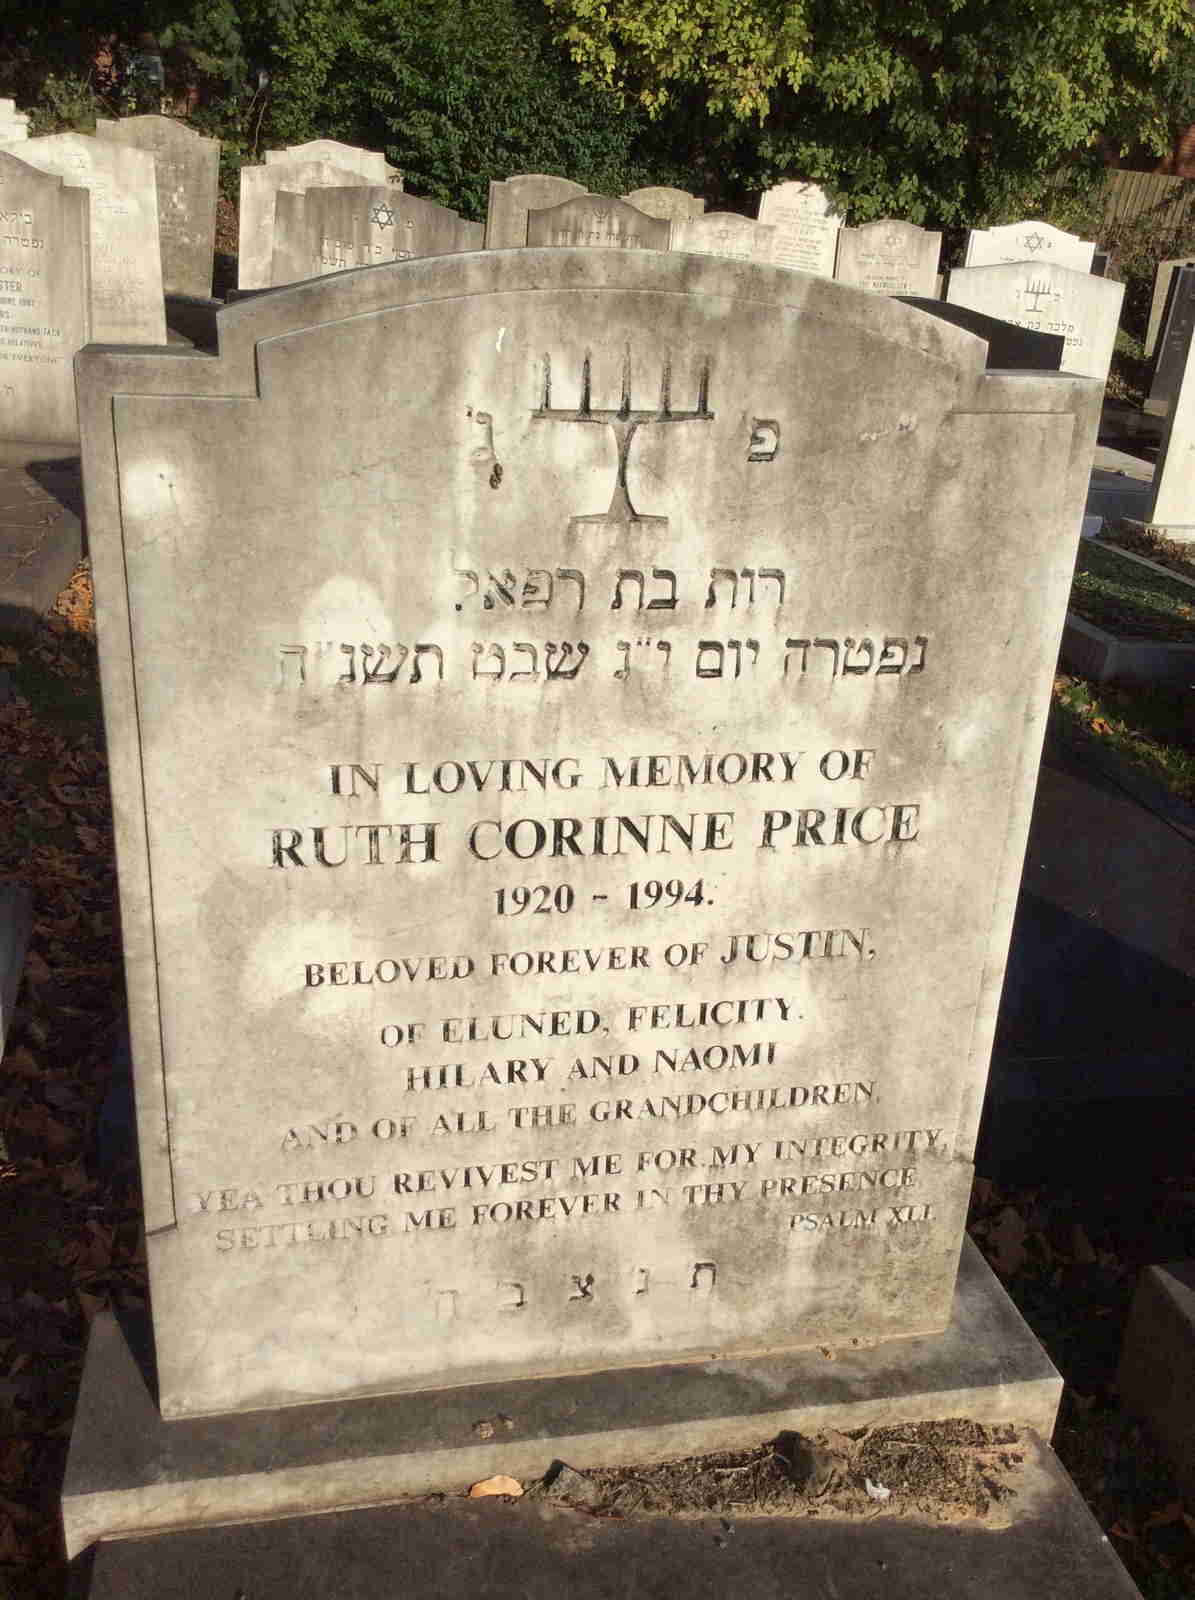 פ' נ'
רות בת רפאל
נפטרה יום י"ג שבט תשנ"ה
IN LOVING MEMORY OF
RUTH CORINNE PRICE
1920 - 1994.
BELOVED FOREVER OF JUSTIN,
OF ELUNED, FELICITY.
HILARY AND NAOMI
AND OF ALL THE GRANDCHILDREN.
YEA THOU REVIVEST ME FOR MY INTEGRITY,
SETTLING ME FOREVER IN THY PRESENCE
PSALM XLI.
ת נ צ ב ה